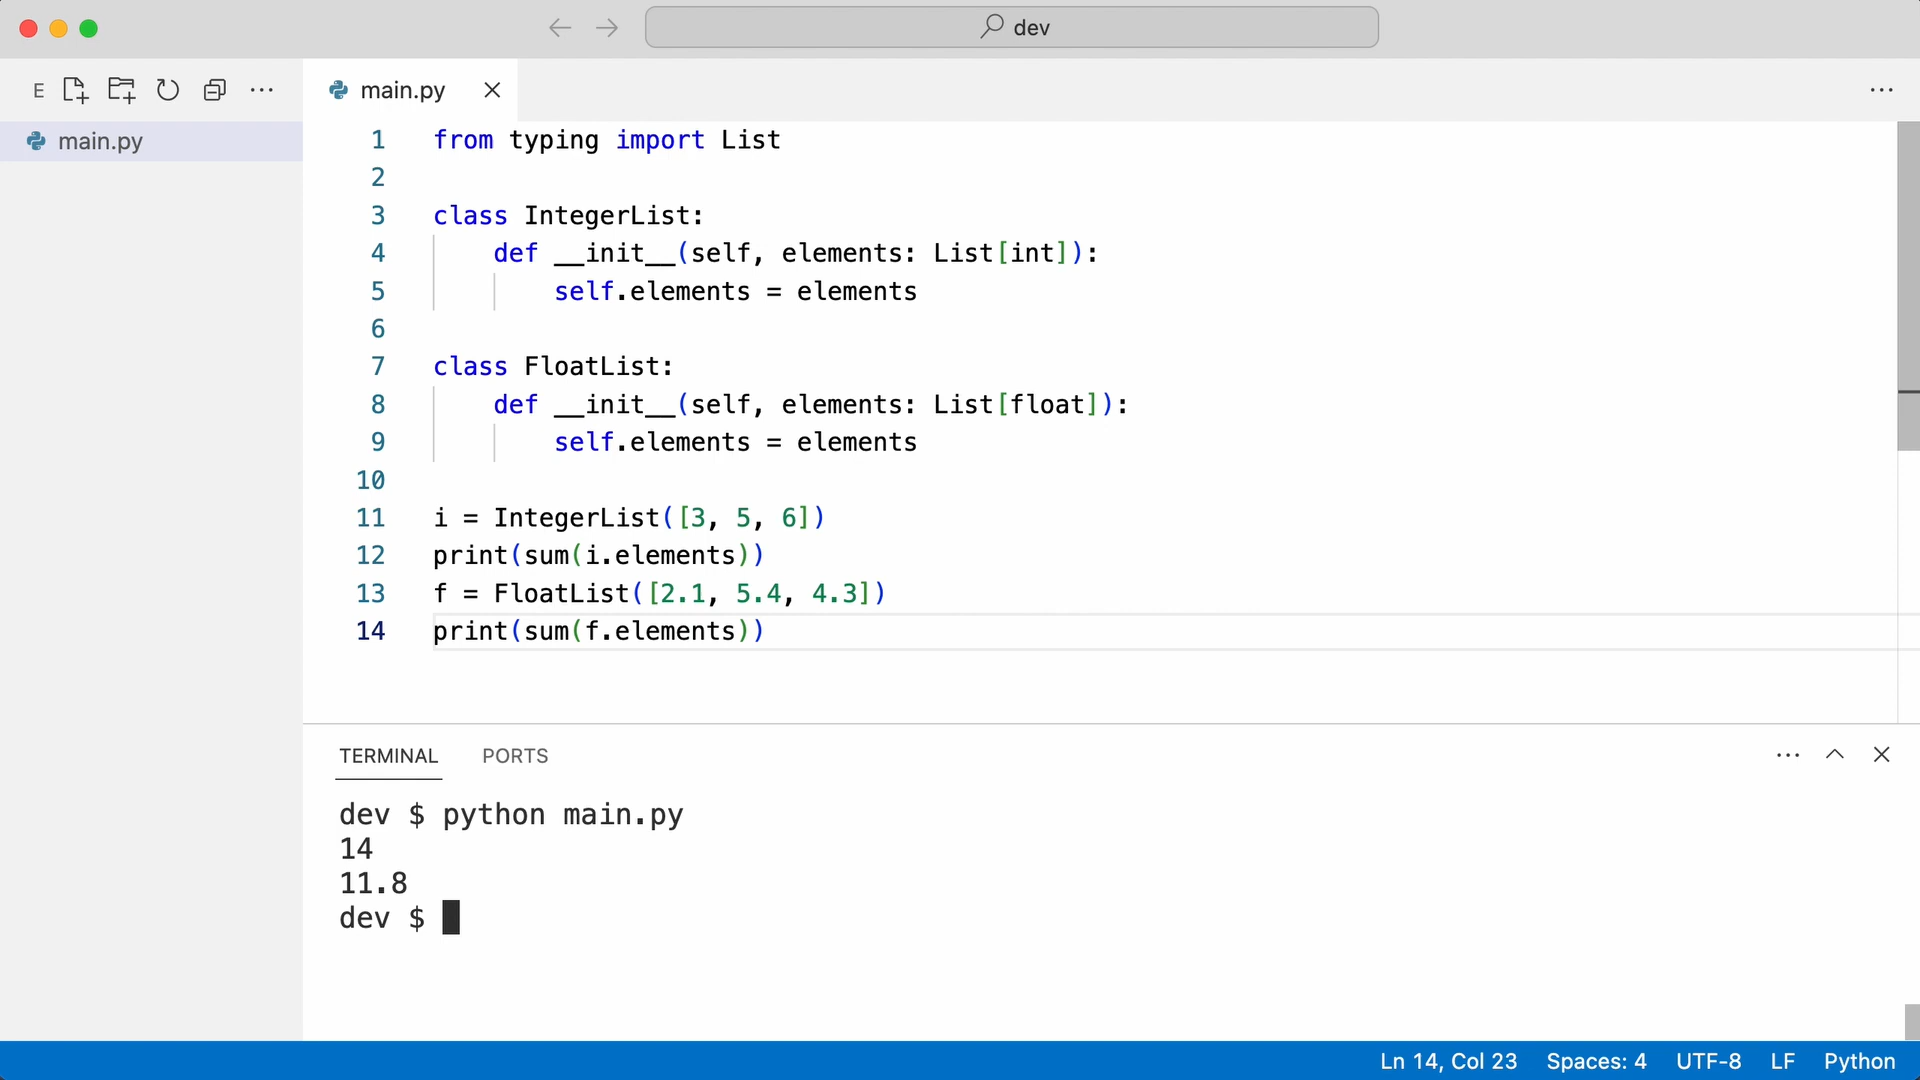 dev
E
main.py
main.py
1 from typing import List
2
3 class IntegerList:
4     def __init__(self, elements: List[int]):
5         self.elements = elements
6
7 class FloatList:
8     def __init__(self, elements: List[float]):
9         self.elements = elements
10
11 i = IntegerList([3, 5, 6])
12 print(sum(i.elements))
13 f = FloatList([2.1, 5.4, 4.3])
14 print(sum(f.elements))
TERMINAL PORTS
dev $ python main.py
14
11.8
dev $
Ln 14, Col 23 Spaces: 4 UTF-8 LF Python